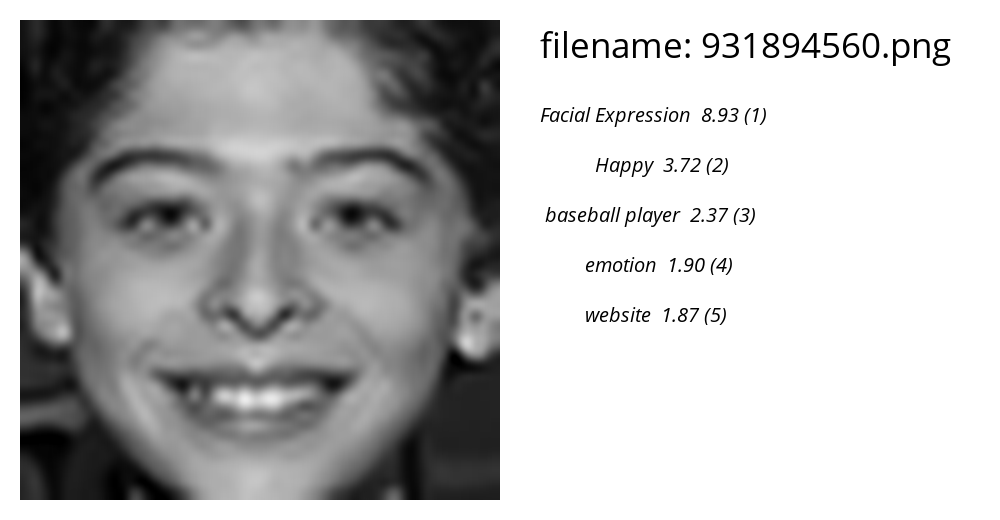 filename: 931894560.png
Facial Expression 8.93 (1)
Happy 3.72 (2)
baseball player 2.37 (3)
emotion 1.90 (4)
website 1.87 (5)